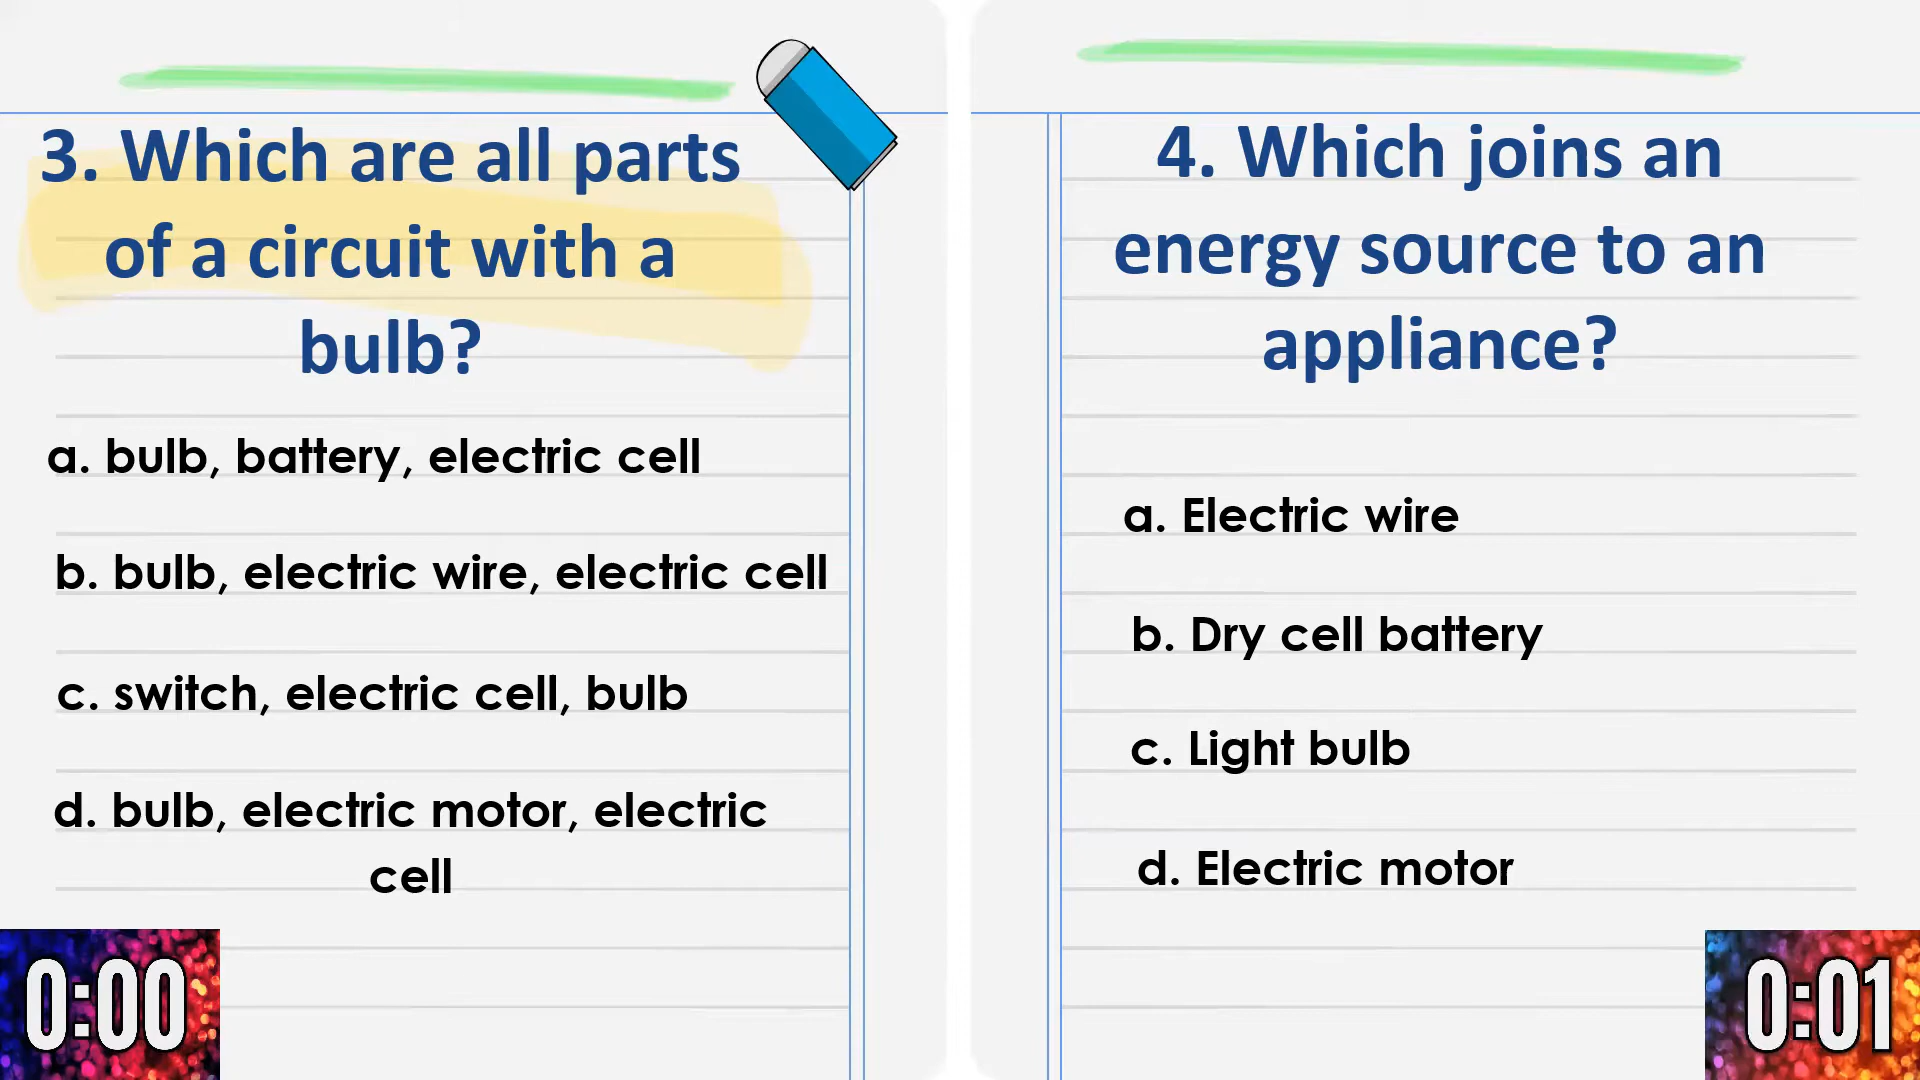 3. Which are all parts
of a circuit with a
bulb?
a. bulb, battery, electric cell
b. bulb, electric wire, electric cell
c. switch, electric cell, bulb
d. bulb, electric motor, electric
cell
0:00
4. Which joins an
energy source to an
appliance?
a. Electric wire
b. Dry cell battery
c. Light bulb
d. Electric motor
0:01